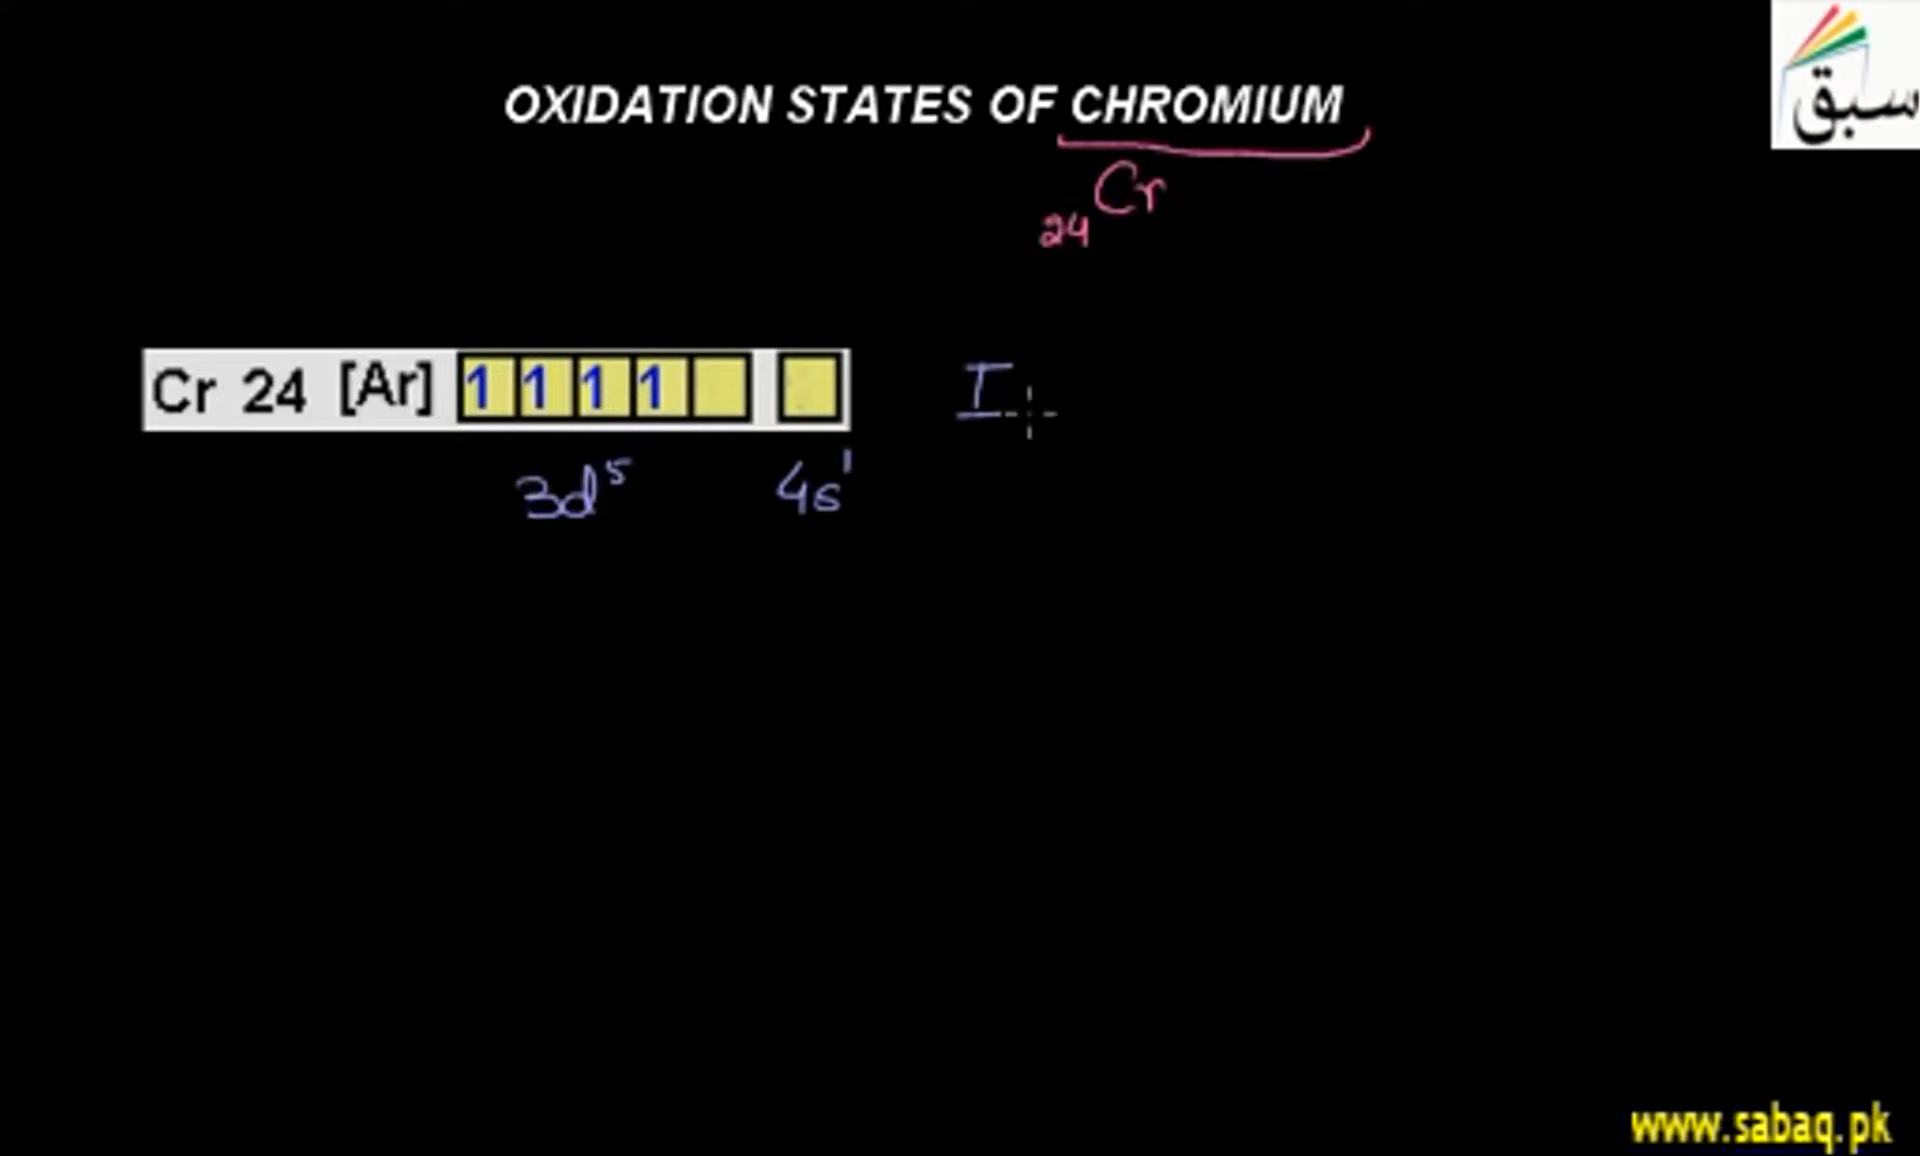 سبق
OXIDATION STATES OF CHROMIUM
24Cr
Cr 24 [Ar] 1 1 1 1
I
3d⁵ 4s¹
www.sabaq.pk